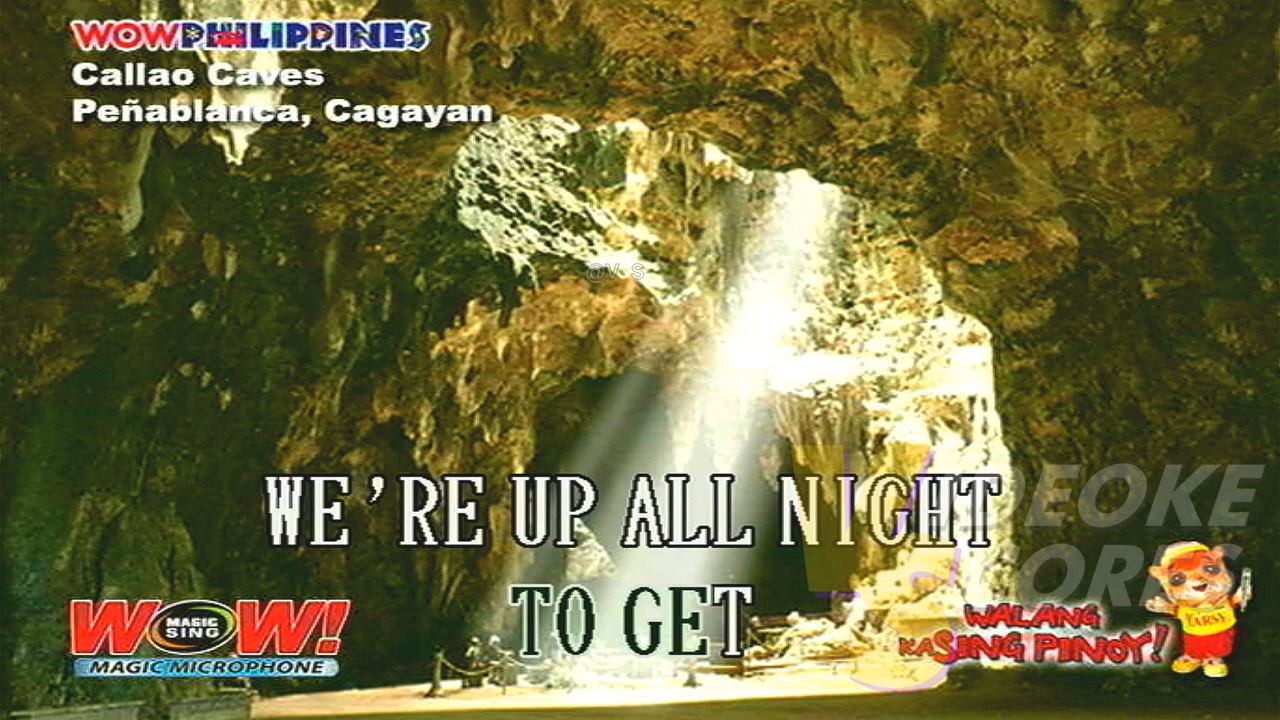 WOWPHILIPPINES
Callao Caves
Peñablanca, Cagayan
@V S
WE'RE UP ALL NIGHT
TO GET
VIDEOKE
WOW!
MAGIC
SING
MAGIC MICROPHONE
WALANG
KASING PINOY!